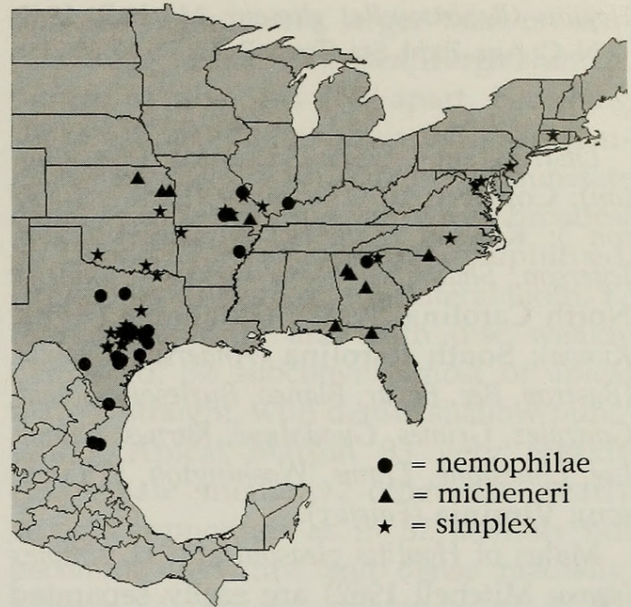 ● = nemophilae
▲ = micheneri
★ = simplex